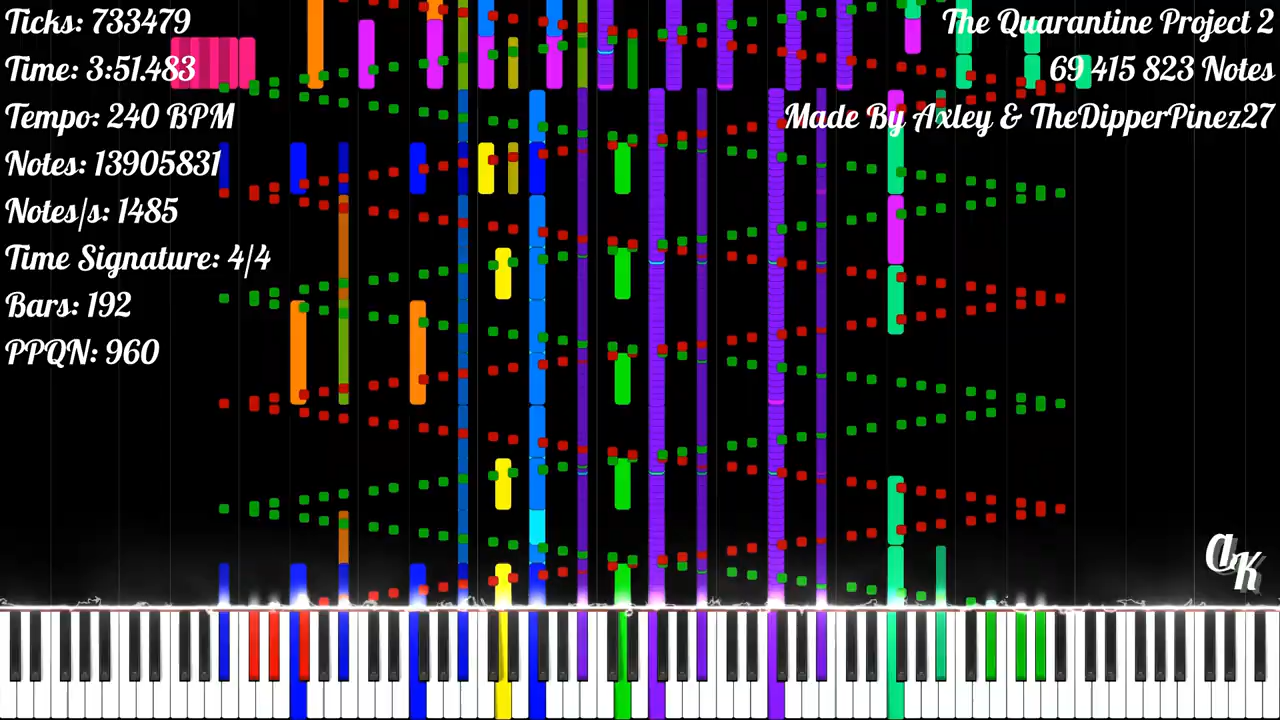 Ticks: 733479
Time: 3:51.483
Tempo: 240 BPM
Notes: 13905831
Notes/s: 1485
Time Signature: 4/4
Bars: 192
PPQN: 960
The Quarantine Project 2
69 415 823 Notes
Made By Axley & TheDipperPinez27
aK